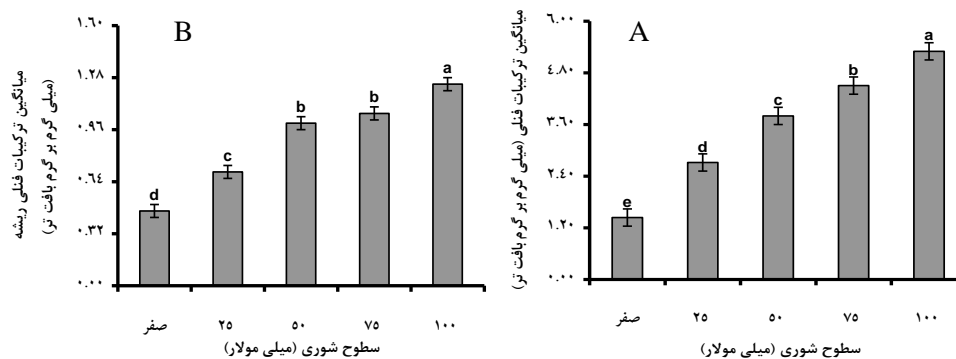 B
میانگین ترکیبات فنلی ریشه
(میلی گرم بر گرم بافت تر)
۱.۶۰
۱.۲۸
۰.۹۶
۰.۶۴
۰.۳۲
۰.۰۰
d
c
b
b
a
صفر
۲۵
۵۰
۷۵
۱۰۰
سطوح شوری (میلی مولار)
A
میانگین ترکیبات فنلی (میلی گرم بر گرم بافت تر)
۶.۰۰
۴.۸۰
۳.۶۰
۲.۴۰
۱.۲۰
۰.۰۰
e
d
c
b
a
صفر
۲۵
۵۰
۷۵
۱۰۰
سطوح شوری (میلی مولار)